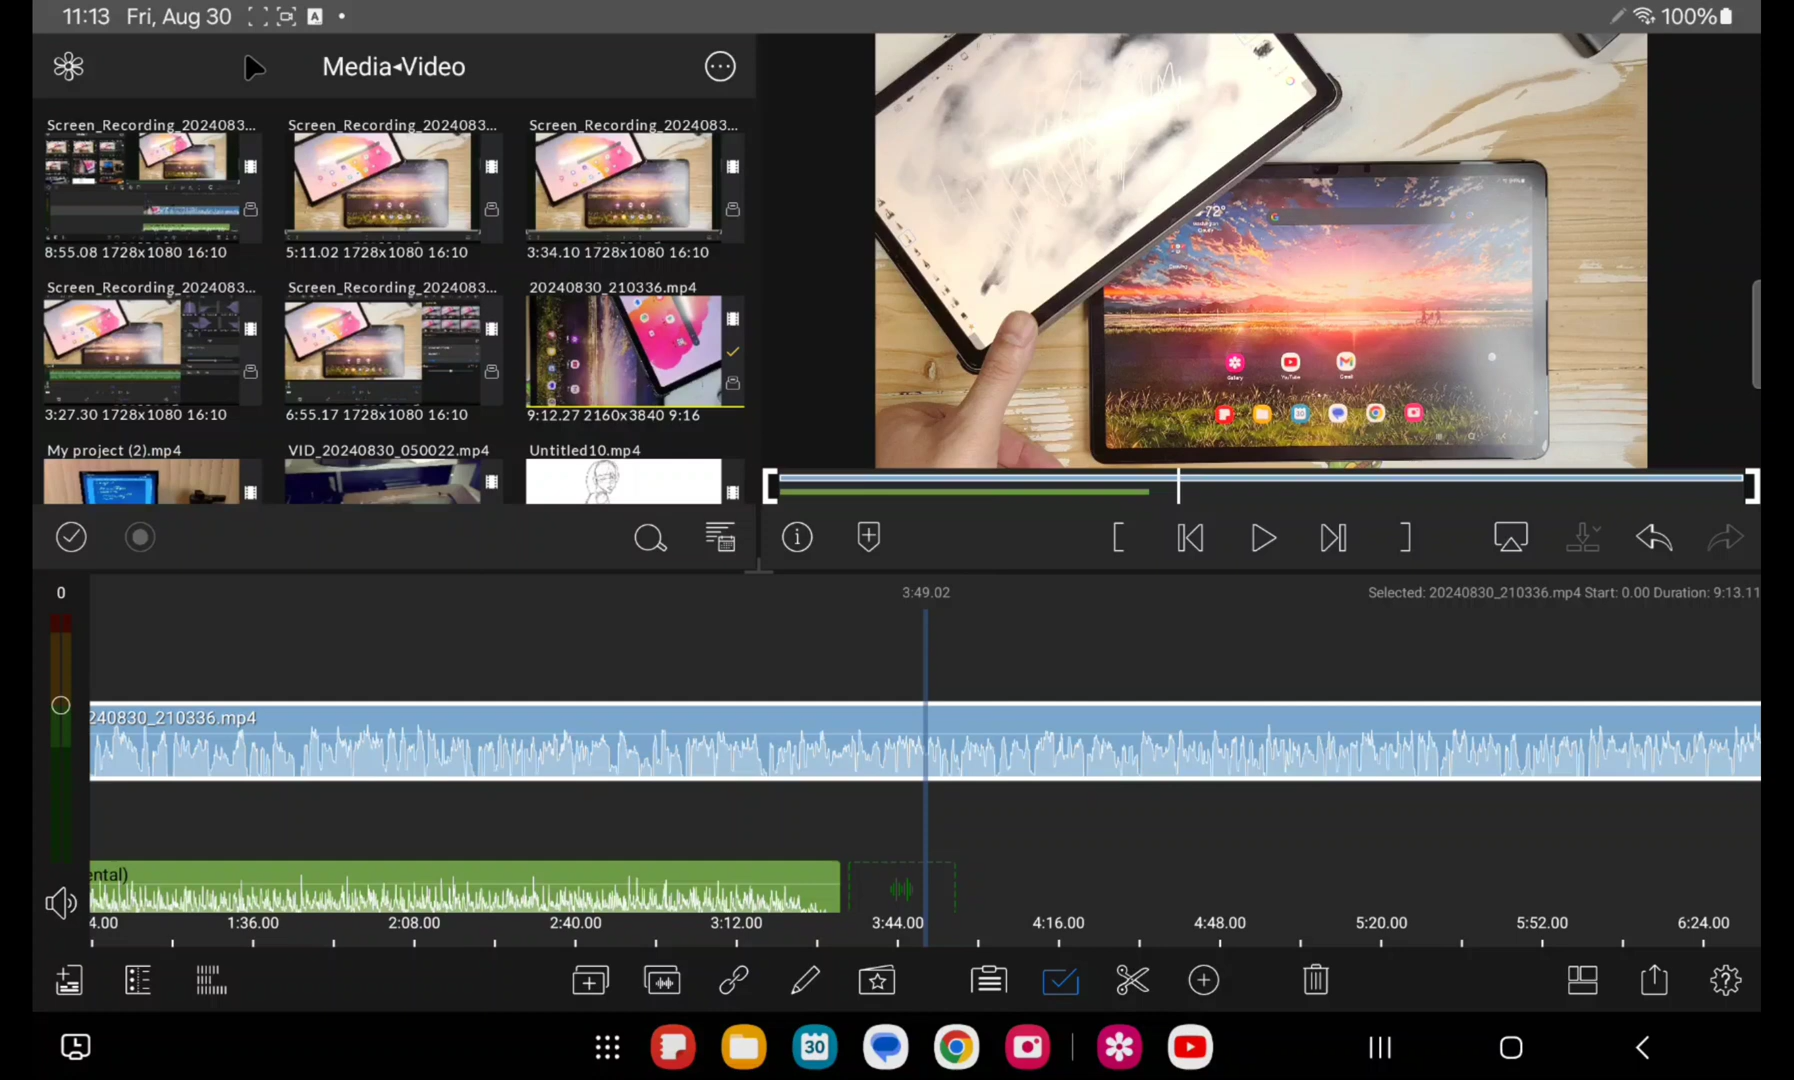 11:13 Fri, Aug 30
100%
Media◂Video
Screen_Recording_2024083...
Screen_Recording_2024083...
Screen_Recording_2024083...
8:55.08 1728x1080 16:10
5:11.02 1728x1080 16:10
3:34.10 1728x1080 16:10
Screen_Recording_2024083...
Screen_Recording_2024083...
20240830_210336.mp4
3:27.30 1728x1080 16:10
6:55.17 1728x1080 16:10
9:12.27 2160x3840 9:16
My project (2).mp4
VID_20240830_050022.mp4
Untitled10.mp4
72°
Gallery
YouTube
Gmail
0
3:49.02
Selected: 20240830_210336.mp4 Start: 0.00 Duration: 9:13.11
240830_210336.mp4
ental)
4.00
1:36.00
2:08.00
2:40.00
3:12.00
3:44.00
4:16.00
4:48.00
5:20.00
5:52.00
6:24.00
30